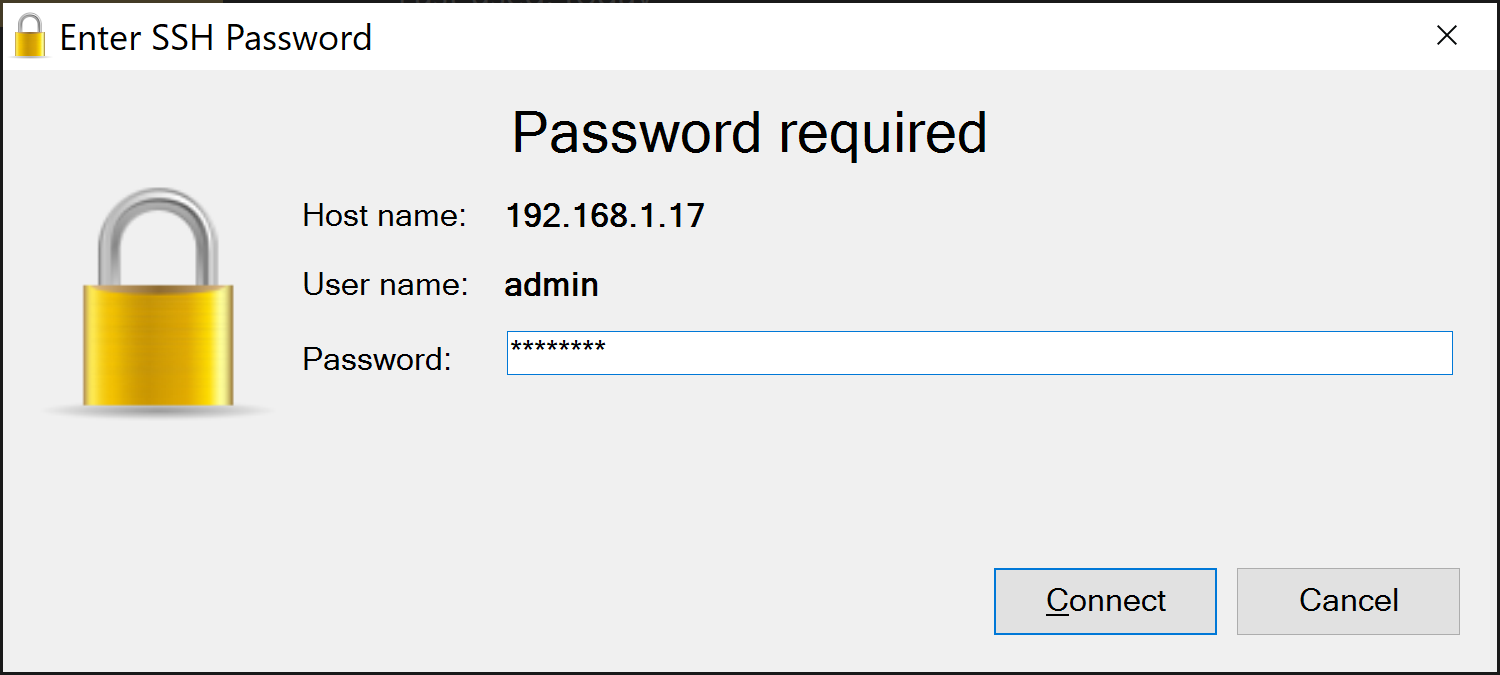 Enter SSH Password
Password required
Host name: 192.168.1.17
User name: admin
Password: ********
Connect Cancel